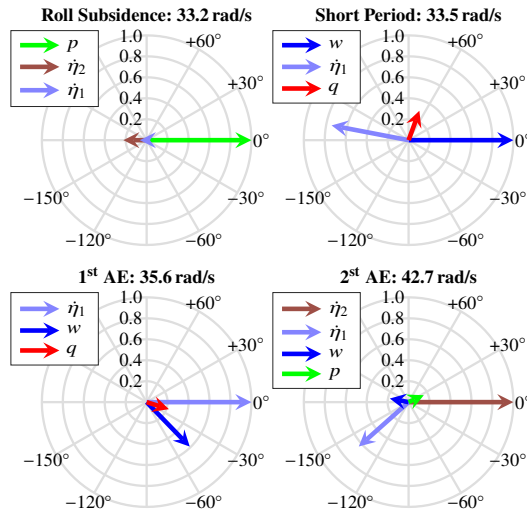 Roll Subsidence: 33.2 rad/s
p
η̇2
η̇1
1.0
0.8
0.6
0.4
0.2
+60°
+30°
0°
−30°
−60°
−120°
−150°
Short Period: 33.5 rad/s
w
η̇1
q
1.0
0.8
0.6
0.4
0.2
+60°
+30°
0°
−30°
−60°
−120°
−150°
1st AE: 35.6 rad/s
η̇1
w
q
1.0
0.8
0.6
0.4
0.2
+60°
+30°
0°
−30°
−60°
−120°
−150°
2st AE: 42.7 rad/s
η̇2
η̇1
w
p
1.0
0.8
0.6
0.4
0.2
+60°
+30°
0°
−30°
−60°
−120°
−150°